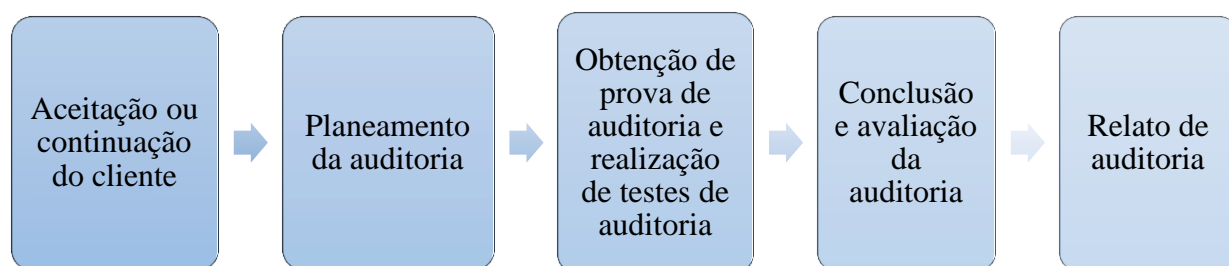 Aceitação ou
continuação
do cliente
Planeamento
da auditoria
Obtenção de
prova de
auditoria e
realização
de testes de
auditoria
Conclusão
e avaliação
da
auditoria
Relato de
auditoria